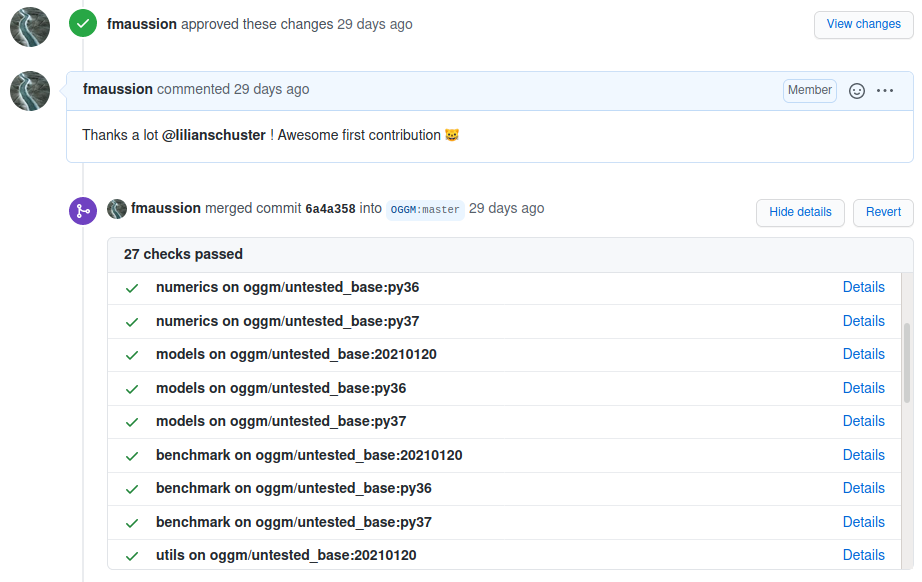 fmaussion approved these changes 29 days ago
View changes
fmaussion commented 29 days ago
Member
Thanks a lot @lilianschuster ! Awesome first contribution 😺
fmaussion merged commit 6a4a358 into OGGM:master 29 days ago
Hide details
Revert
27 checks passed
numerics on oggm/untested_base:py36 Details
numerics on oggm/untested_base:py37 Details
models on oggm/untested_base:20210120 Details
models on oggm/untested_base:py36 Details
models on oggm/untested_base:py37 Details
benchmark on oggm/untested_base:20210120 Details
benchmark on oggm/untested_base:py36 Details
benchmark on oggm/untested_base:py37 Details
utils on oggm/untested_base:20210120 Details